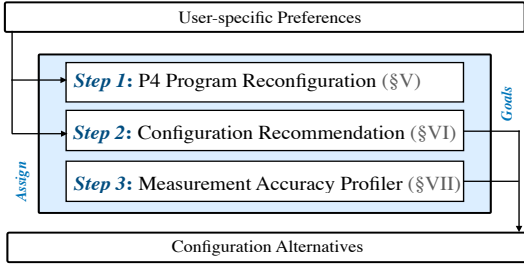 User-specific Preferences
Step 1: P4 Program Reconfiguration (§V)
Step 2: Configuration Recommendation (§VI)
Step 3: Measurement Accuracy Profiler (§VII)
Assign
Goals
Configuration Alternatives